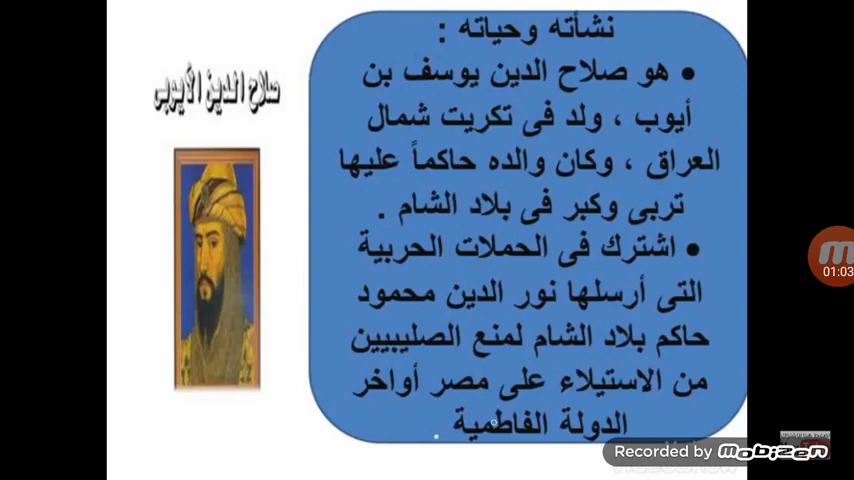 نشأته وحياته :
• هو صلاح الدين يوسف بن
أيوب ، ولد فى تكريت شمال
العراق ، وكان والده حاكماً عليها
تربى وكبر فى بلاد الشام .
• اشترك فى الحملات الحربية
التى أرسلها نور الدين محمود
حاكم بلاد الشام لمنع الصليبيين
من الاستيلاء على مصر أواخر
الدولة الفاطمية
صلاح الدين الأيوبى
01:03
Recorded by mobizen